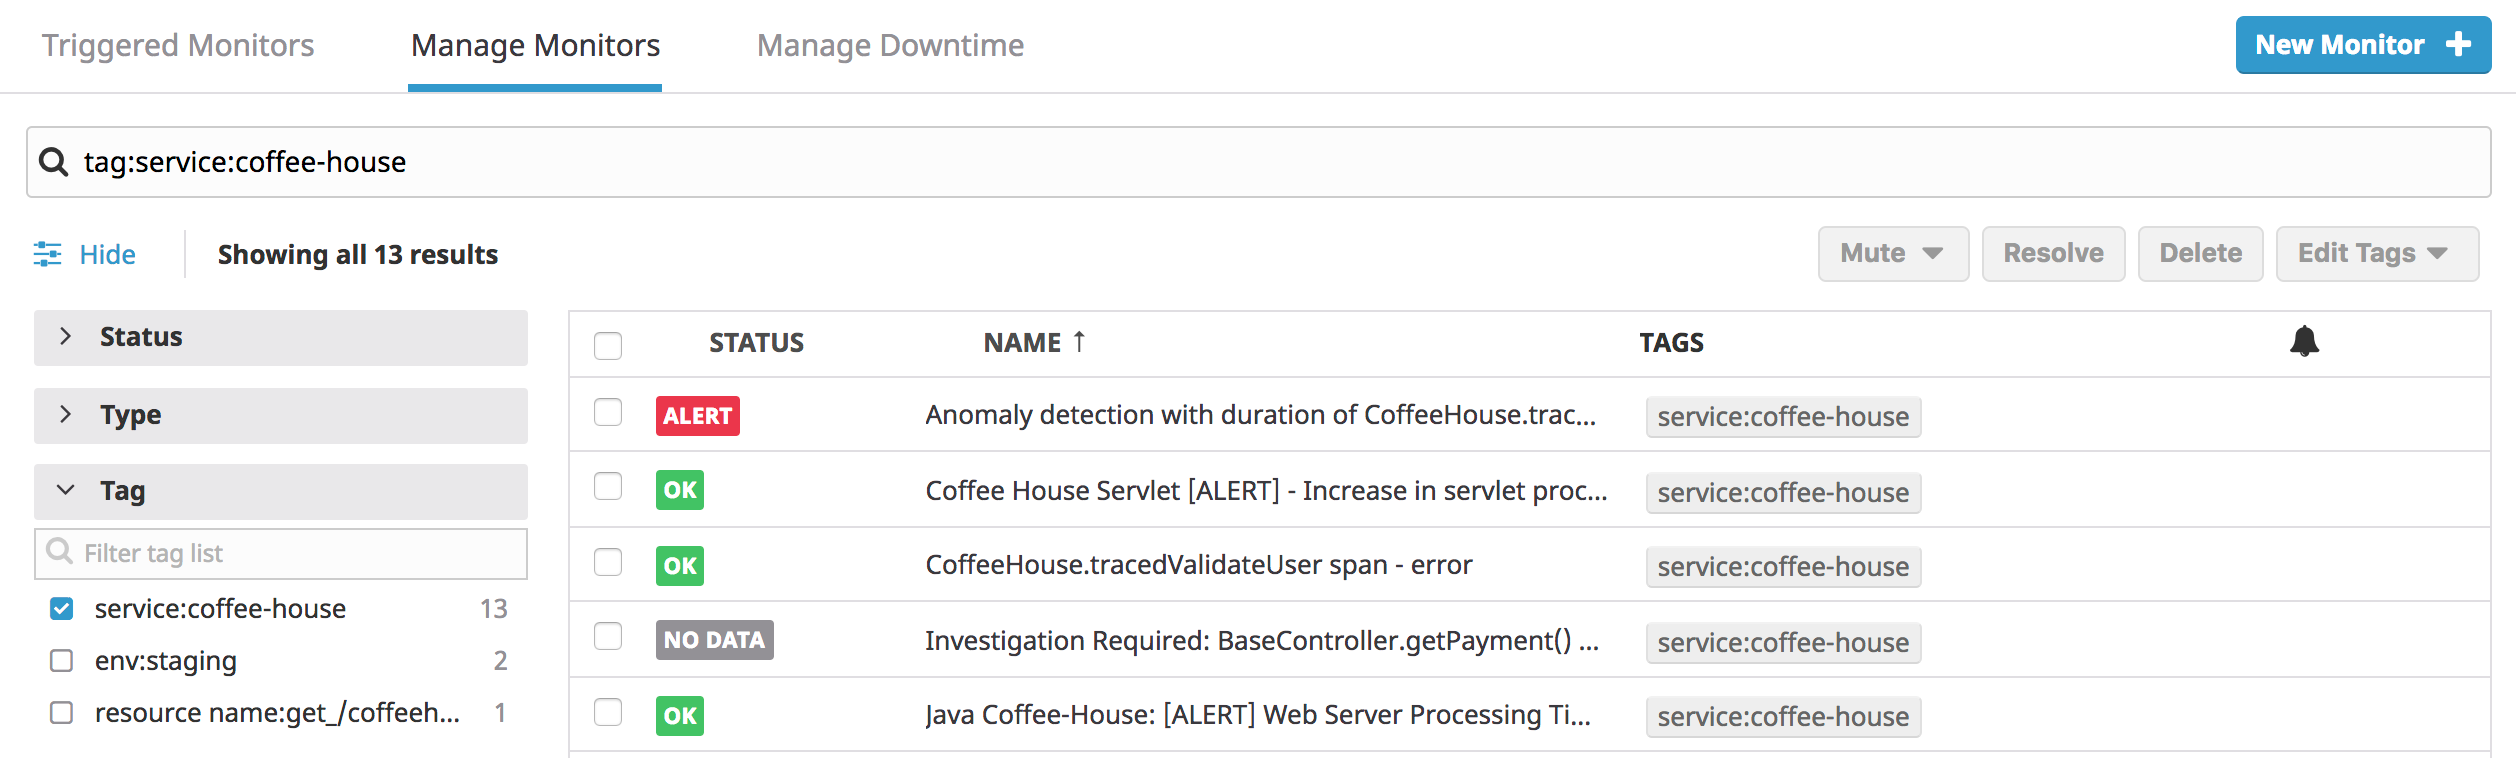 Triggered Monitors Manage Monitors Manage Downtime New Monitor
tag:service:coffee-house
Hide Showing all 13 results Mute Resolve Delete Edit Tags
Status
Type
Tag
Filter tag list
service:coffee-house 13
env:staging 2
resource name:get_/coffeeh... 1
STATUS NAME ↑ TAGS
ALERT Anomaly detection with duration of CoffeeHouse.trac... service:coffee-house
OK Coffee House Servlet [ALERT] - Increase in servlet proc... service:coffee-house
OK CoffeeHouse.tracedValidateUser span - error service:coffee-house
NO DATA Investigation Required: BaseController.getPayment() ... service:coffee-house
OK Java Coffee-House: [ALERT] Web Server Processing Ti... service:coffee-house